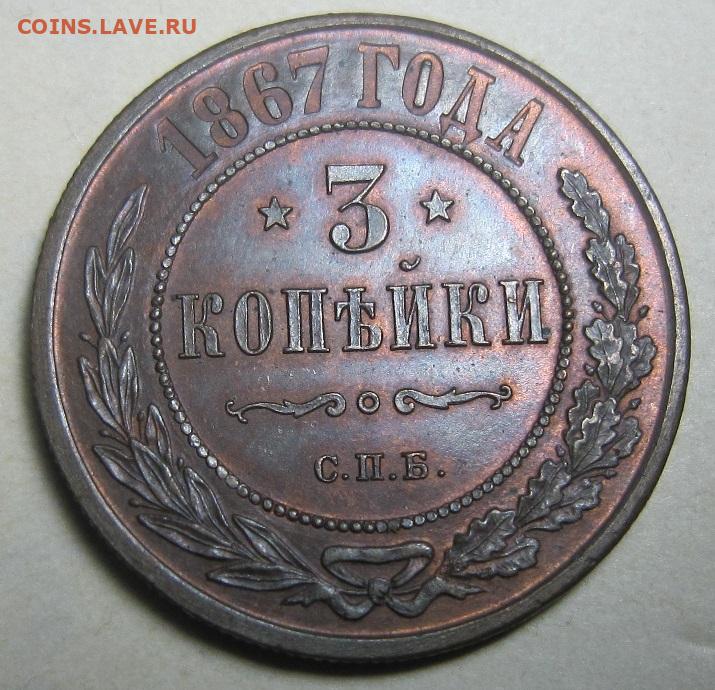 COINS.LAVE.RU
1867 ГОДА
3
КОПѢЙКИ
С.П.Б.